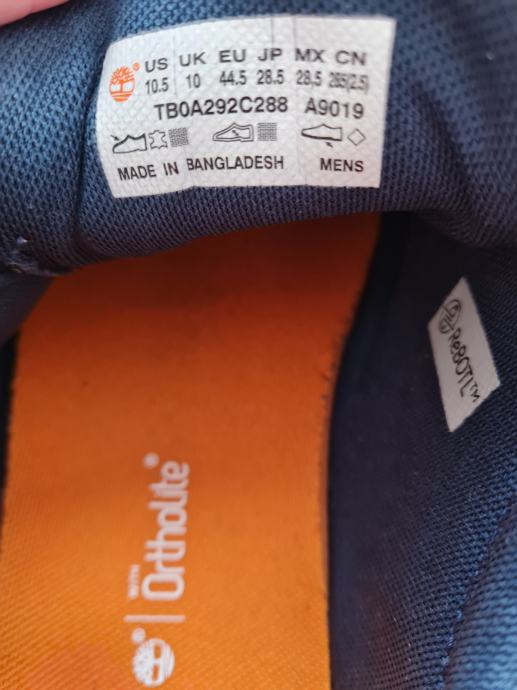 US UK EU JP MX CN
10.5 10 44.5 28.5 28.5 285(2.5)
TB0A292C288 A9019
MADE IN BANGLADESH MENS
ReBOTL™
WITH
OrthoLite®